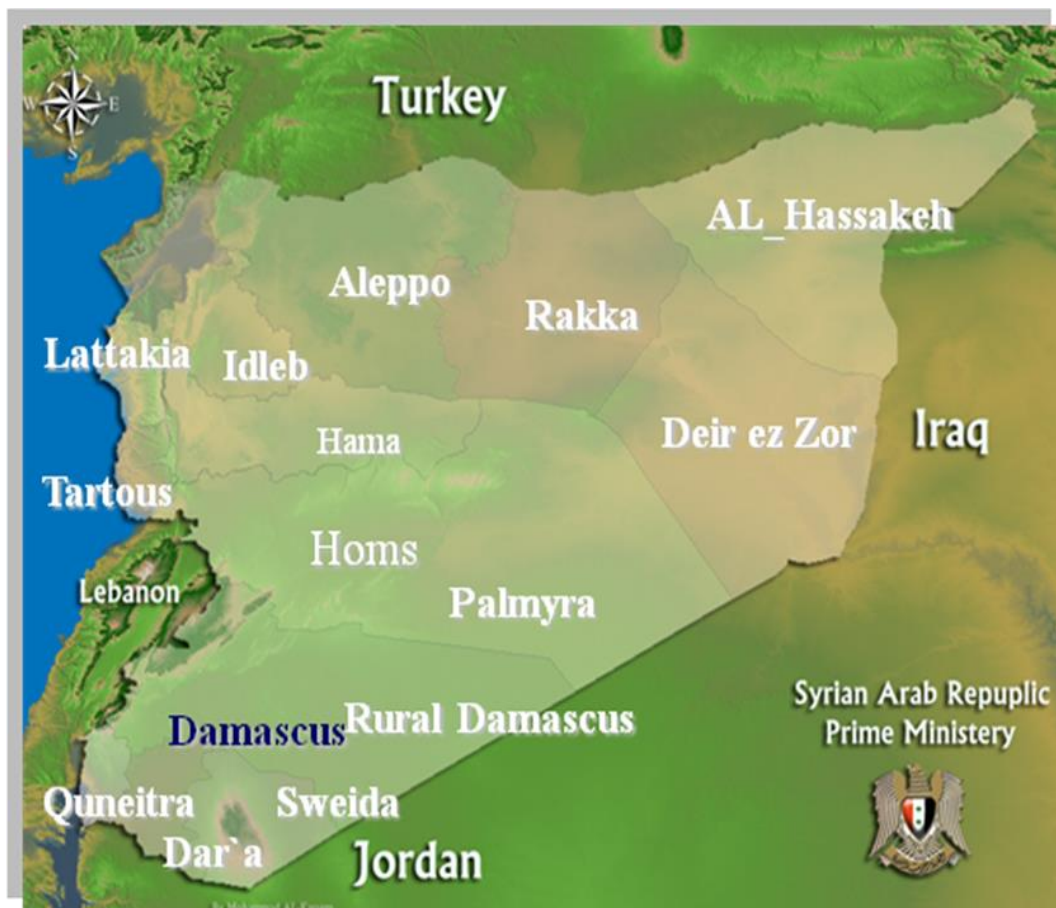 N
W E
S
Turkey
AL_Hassakeh
Aleppo
Rakka
Lattakia
Idleb
Deir ez Zor
Iraq
Hama
Tartous
Homs
Lebanon
Palmyra
Syrian Arab Repuplic
Prime Ministery
Damascus
Rural Damascus
Quneitra
Sweida
Dar`a
Jordan